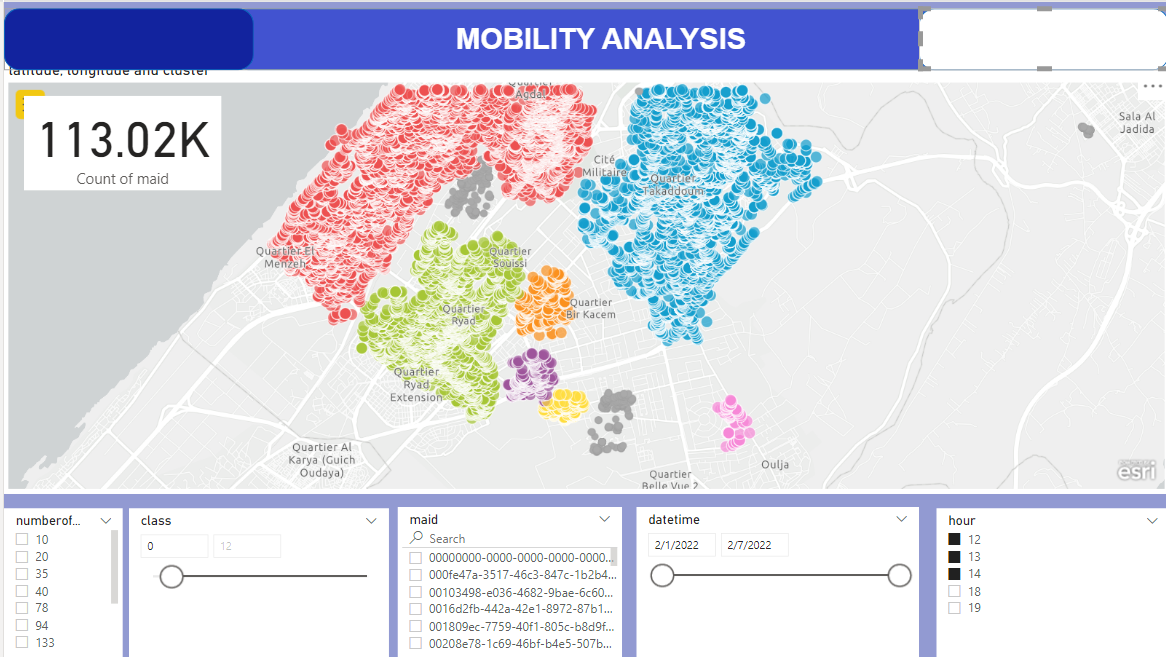 MOBILITY ANALYSIS
latitude, longitude and cluster
113.02K
Count of maid
Quartier
Agda
Sala Al
Jadida
Cité
Militaire
Quartier
Takaddoum
Quartier El
Menzeh
Quartier
Souissi
Quartier
Ryad
Quartier
Bir Kacem
Quartier
Ryad
Extension
Quartier Al
Karya (Guich
Oudaya)
Quartier
Belle Vue 2
Oulja
esri
numberof...
10
20
35
40
78
94
133
class
0
12
maid
Search
00000000-0000-0000-0000-0000...
000fe47a-3517-46c3-847c-1b2b4...
00103498-e036-4682-9bae-6c60...
0016d2fb-442a-42e1-8972-87b1...
001809ec-7759-40f1-805c-b8d9f...
00208e78-1c69-46bf-b4e5-507b...
datetime
2/1/2022
2/7/2022
hour
12
13
14
18
19